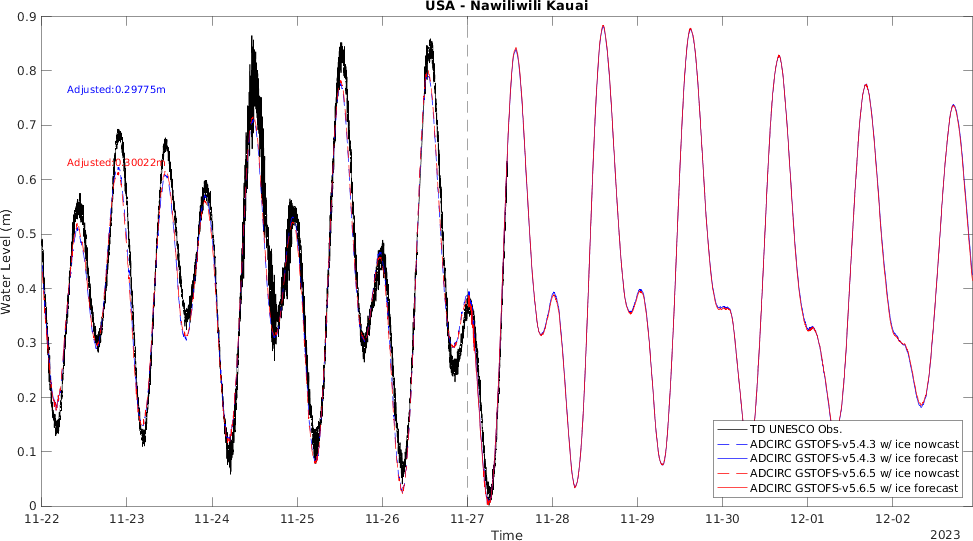 USA - Nawiliwili Kauai
0.9
0.8
0.7
0.6
0.5
0.4
0.3
0.2
0.1
0
Water Level (m)
Adjusted:0.29775m
Adjusted:0.30022m
TD UNESCO Obs.
ADCIRC GSTOFS-v5.4.3 w/ ice nowcast
ADCIRC GSTOFS-v5.4.3 w/ ice forecast
ADCIRC GSTOFS-v5.6.5 w/ ice nowcast
ADCIRC GSTOFS-v5.6.5 w/ ice forecast
11-22 11-23 11-24 11-25 11-26 11-27 11-28 11-29 11-30 12-01 12-02
Time
2023